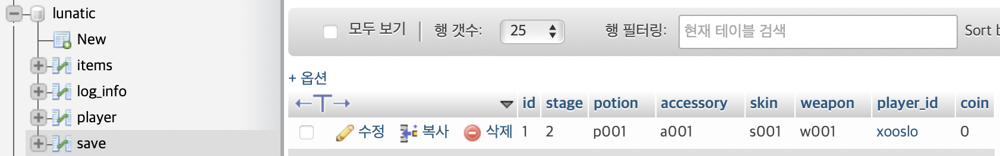 lunatic
New
items
log_info
player
save
모두 보기 행 갯수: 25 행 필터링: 현재 테이블 검색 Sort
+ 옵션
←T→ id stage potion accessory skin weapon player_id coin
수정 복사 삭제 1 2 p001 a001 s001 w001 xooslo 0